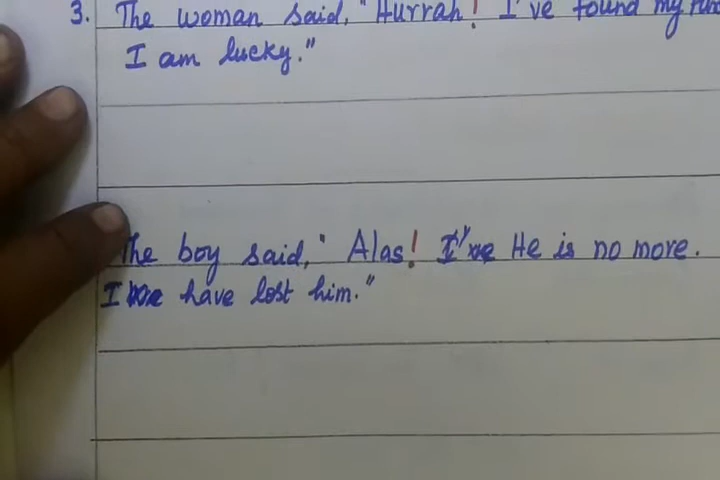 3. The woman said, "Hurrah! I've found my
I am lucky."
The boy said, " Alas! I've He is no more.
I have lost him."